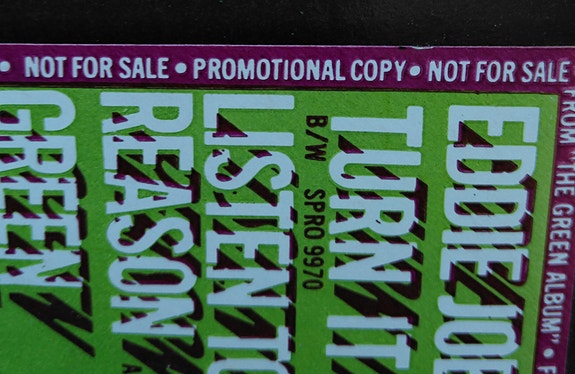 • NOT FOR SALE • PROMOTIONAL COPY • NOT FOR SALE
FROM "THE GREEN ALBUM" •
EDDIE JO
TURN IT
B/W SPRO 9970
LISTEN TO
REASON
GREEN